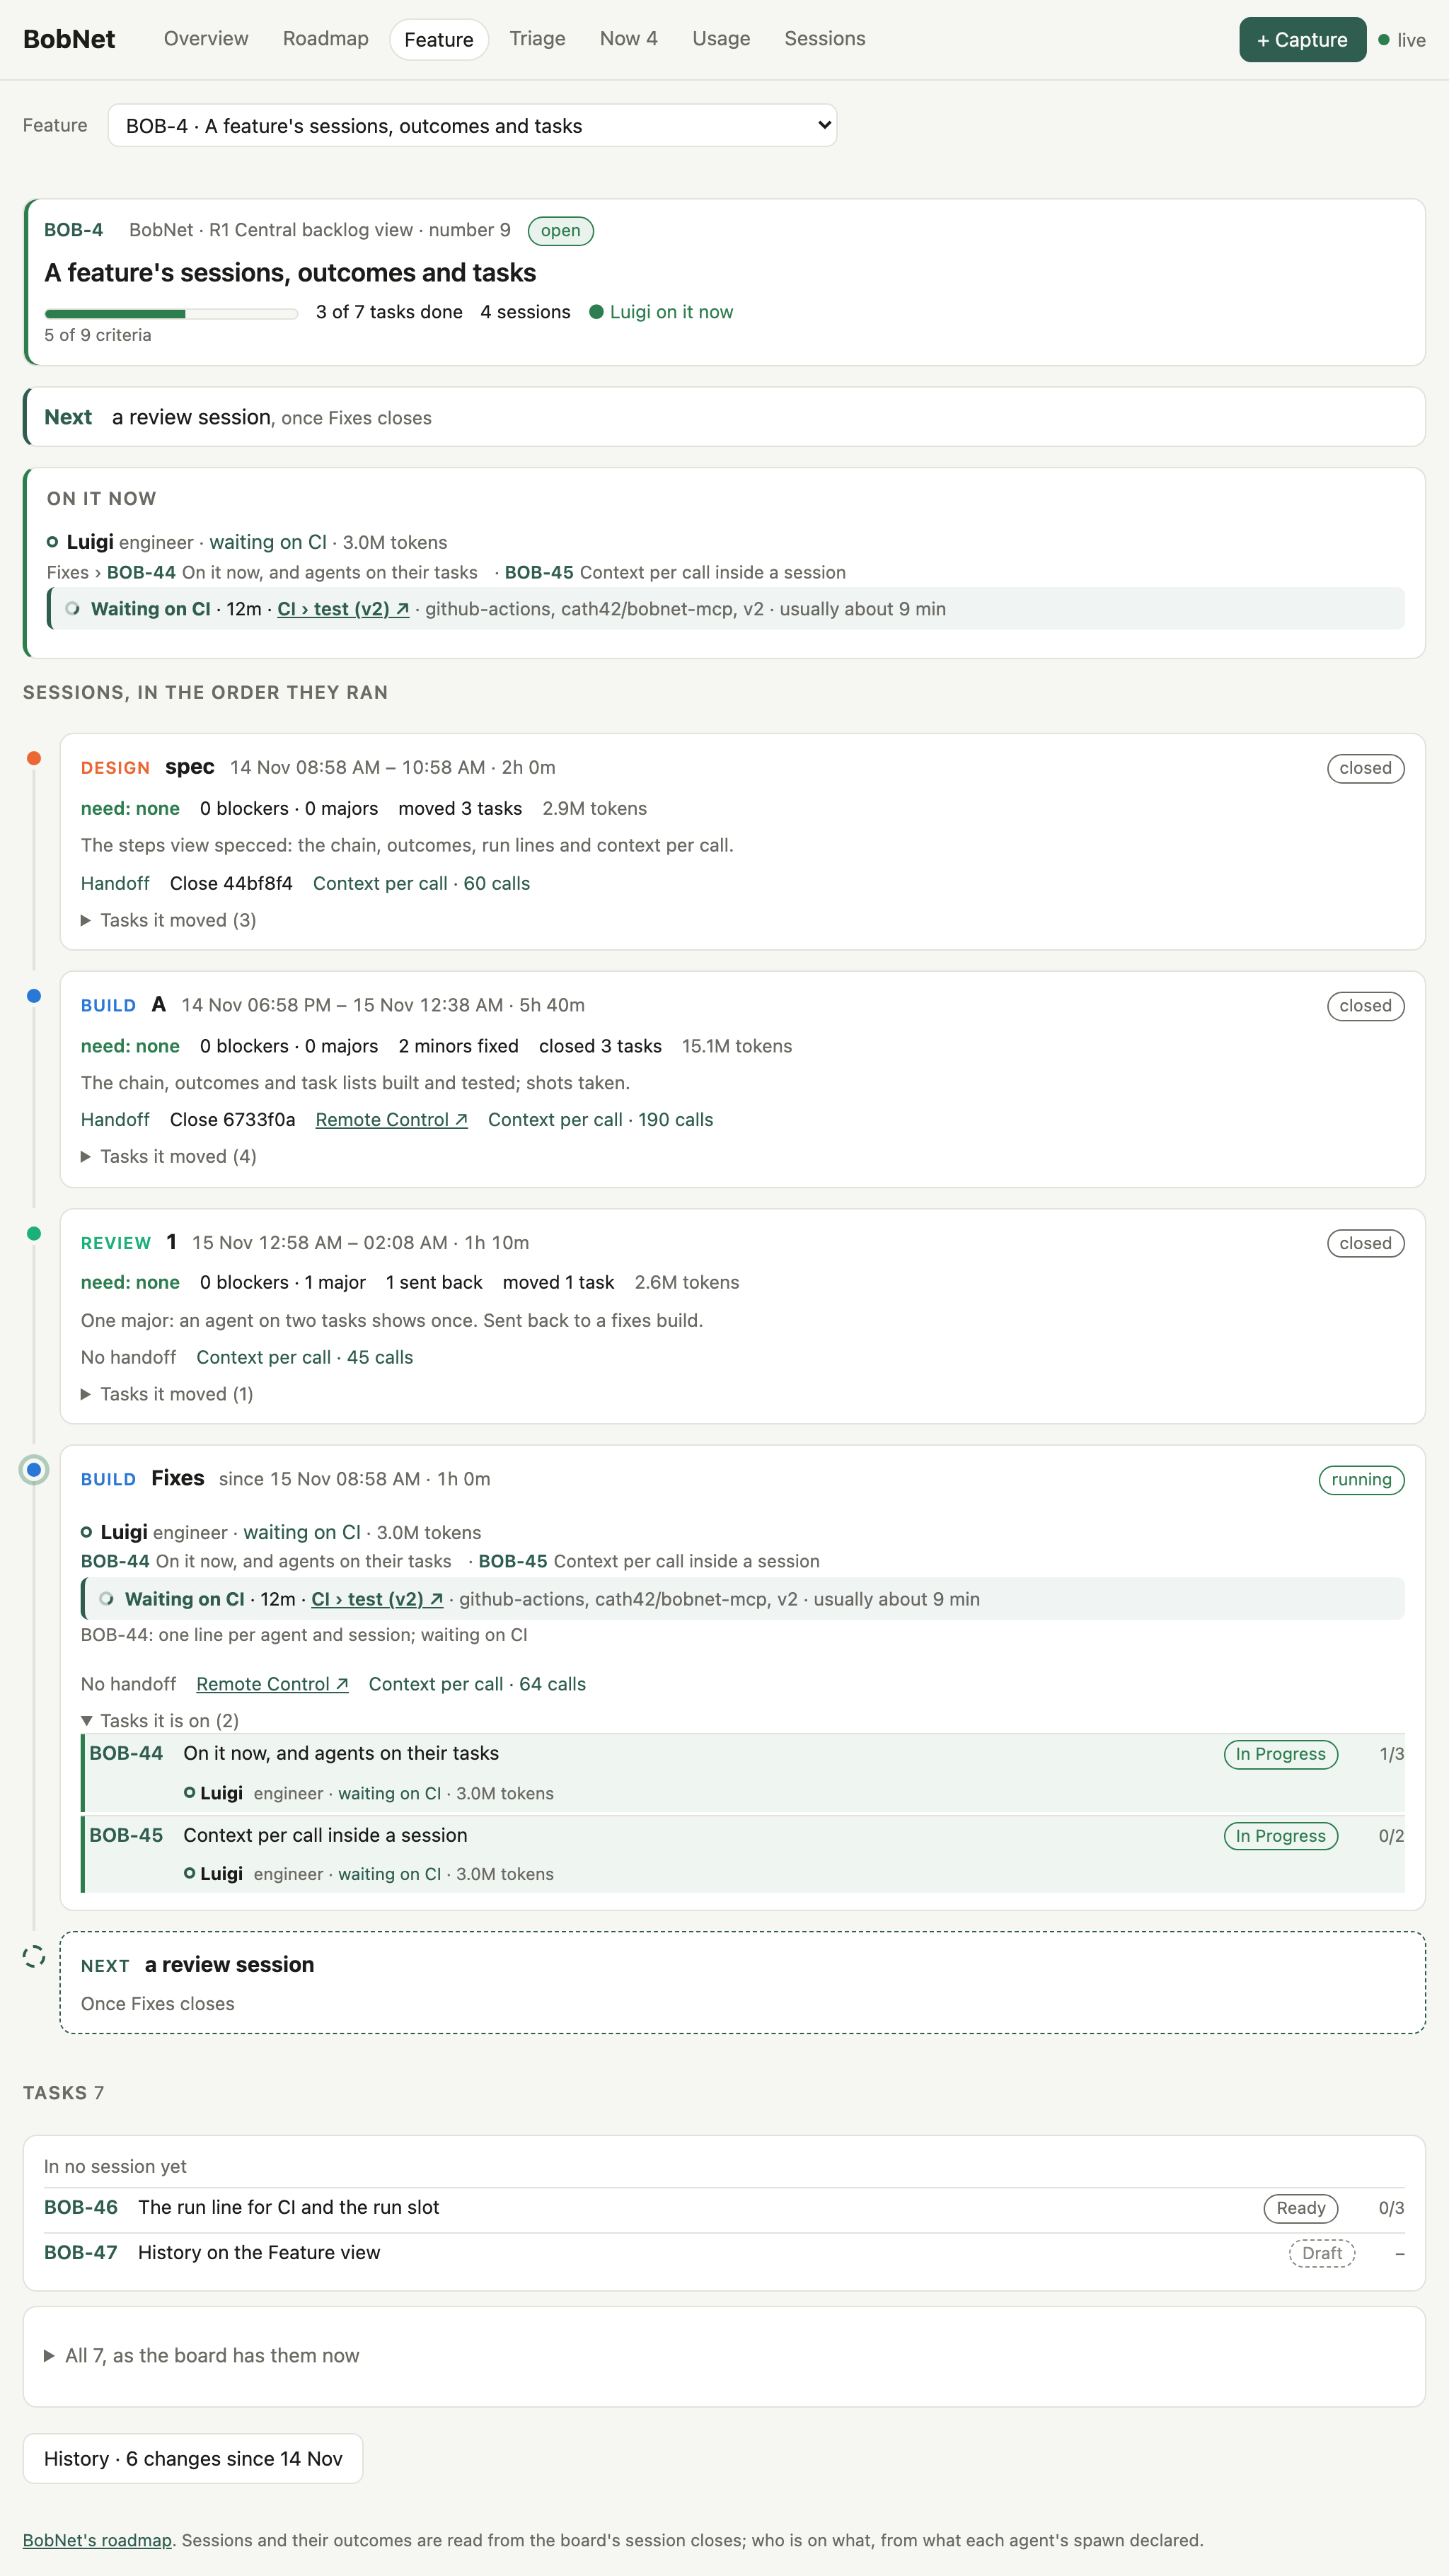 BobNet Overview Roadmap Feature Triage Now 4 Usage Sessions + Capture live
Feature BOB-4 · A feature's sessions, outcomes and tasks
BOB-4 BobNet · R1 Central backlog view · number 9 open
A feature's sessions, outcomes and tasks
3 of 7 tasks done 4 sessions Luigi on it now
5 of 9 criteria
Next a review session, once Fixes closes
ON IT NOW
Luigi engineer · waiting on CI · 3.0M tokens
Fixes › BOB-44 On it now, and agents on their tasks · BOB-45 Context per call inside a session
Waiting on CI · 12m · CI › test (v2) ↗ · github-actions, cath42/bobnet-mcp, v2 · usually about 9 min
SESSIONS, IN THE ORDER THEY RAN
DESIGN spec 14 Nov 08:58 AM – 10:58 AM · 2h 0m closed
need: none 0 blockers · 0 majors moved 3 tasks 2.9M tokens
The steps view specced: the chain, outcomes, run lines and context per call.
Handoff Close 44bf8f4 Context per call · 60 calls
▶ Tasks it moved (3)
BUILD A 14 Nov 06:58 PM – 15 Nov 12:38 AM · 5h 40m closed
need: none 0 blockers · 0 majors 2 minors fixed closed 3 tasks 15.1M tokens
The chain, outcomes and task lists built and tested; shots taken.
Handoff Close 6733f0a Remote Control ↗ Context per call · 190 calls
▶ Tasks it moved (4)
REVIEW 1 15 Nov 12:58 AM – 02:08 AM · 1h 10m closed
need: none 0 blockers · 1 major 1 sent back moved 1 task 2.6M tokens
One major: an agent on two tasks shows once. Sent back to a fixes build.
No handoff Context per call · 45 calls
▶ Tasks it moved (1)
BUILD Fixes since 15 Nov 08:58 AM · 1h 0m running
Luigi engineer · waiting on CI · 3.0M tokens
BOB-44 On it now, and agents on their tasks · BOB-45 Context per call inside a session
Waiting on CI · 12m · CI › test (v2) ↗ · github-actions, cath42/bobnet-mcp, v2 · usually about 9 min
BOB-44: one line per agent and session; waiting on CI
No handoff Remote Control ↗ Context per call · 64 calls
▼ Tasks it is on (2)
BOB-44 On it now, and agents on their tasks In Progress 1/3
Luigi engineer · waiting on CI · 3.0M tokens
BOB-45 Context per call inside a session In Progress 0/2
Luigi engineer · waiting on CI · 3.0M tokens
NEXT a review session
Once Fixes closes
TASKS 7
In no session yet
BOB-46 The run line for CI and the run slot Ready 0/3
BOB-47 History on the Feature view Draft –
▶ All 7, as the board has them now
History · 6 changes since 14 Nov
BobNet's roadmap. Sessions and their outcomes are read from the board's session closes; who is on what, from what each agent's spawn declared.